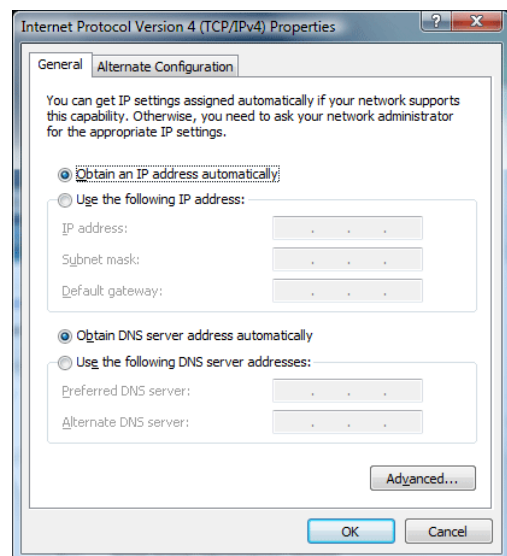 Internet Protocol Version 4 (TCP/IPv4) Properties
General
Alternate Configuration
You can get IP settings assigned automatically if your network supports
this capability. Otherwise, you need to ask your network administrator
for the appropriate IP settings.
Obtain an IP address automatically
Use the following IP address:
IP address:
Subnet mask:
Default gateway:
Obtain DNS server address automatically
Use the following DNS server addresses:
Preferred DNS server:
Alternate DNS server:
Advanced...
OK
Cancel